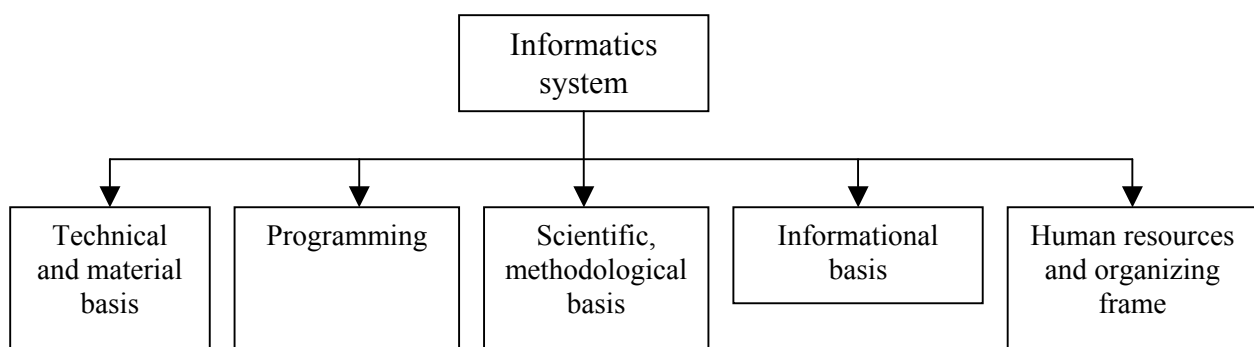 Informatics
system
Technical
and material
basis
Programming
Scientific,
methodological
basis
Informational
basis
Human resources
and organizing
frame